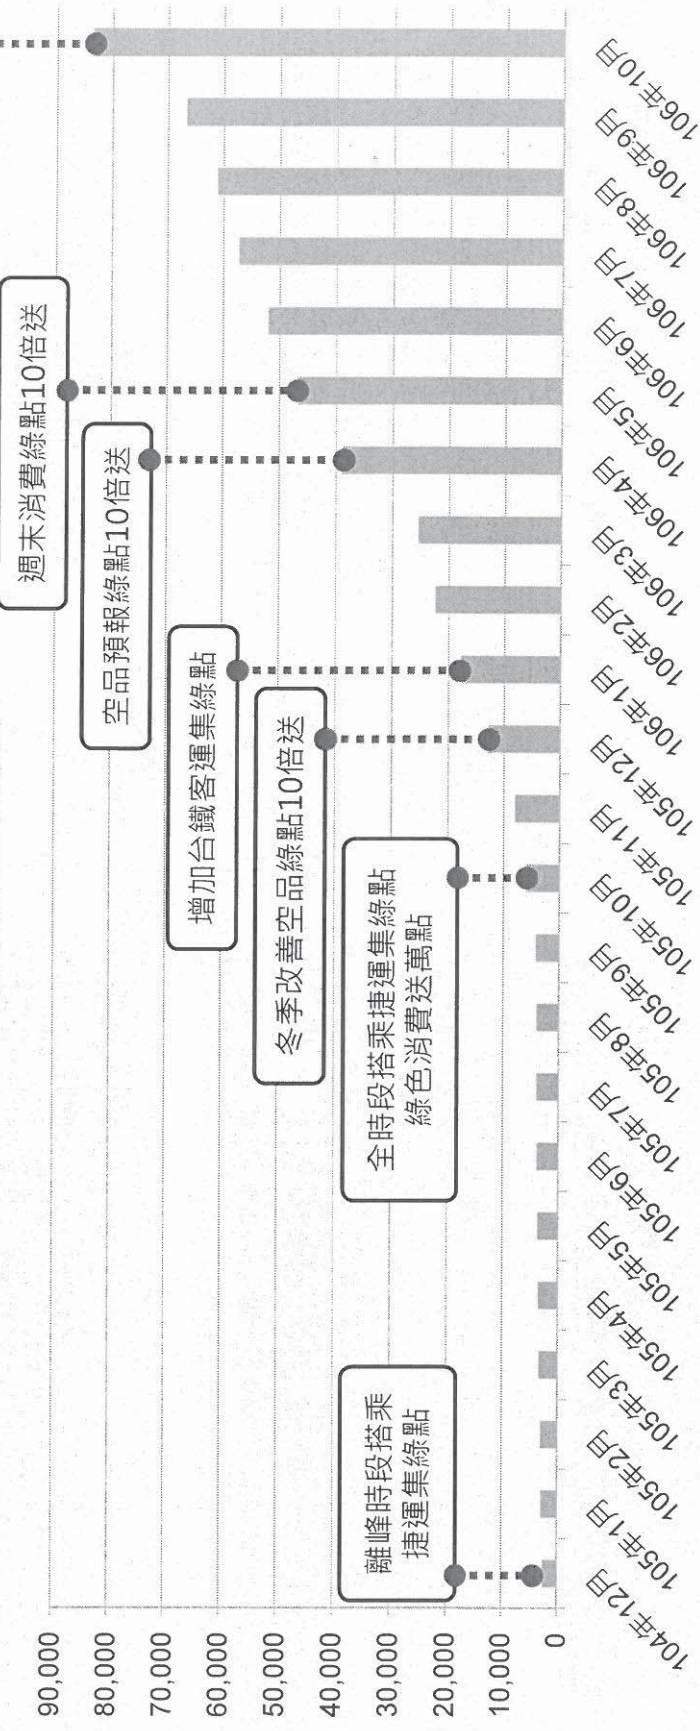 週末消費綠點10倍送
空品預報綠點10倍送
增加台鐵客運集綠點
冬季改善空品綠點10倍送
全時段搭乘捷運集綠點
綠色消費送萬點
離峰時段搭乘
捷運集綠點
90,000
80,000
70,000
60,000
50,000
40,000
30,000
20,000
10,000
0
104年12月
105年1月
105年2月
105年3月
105年4月
105年5月
105年6月
105年7月
105年8月
105年9月
105年10月
105年11月
105年12月
106年1月
106年2月
106年3月
106年4月
106年5月
106年6月
106年7月
106年8月
106年9月
106年10月